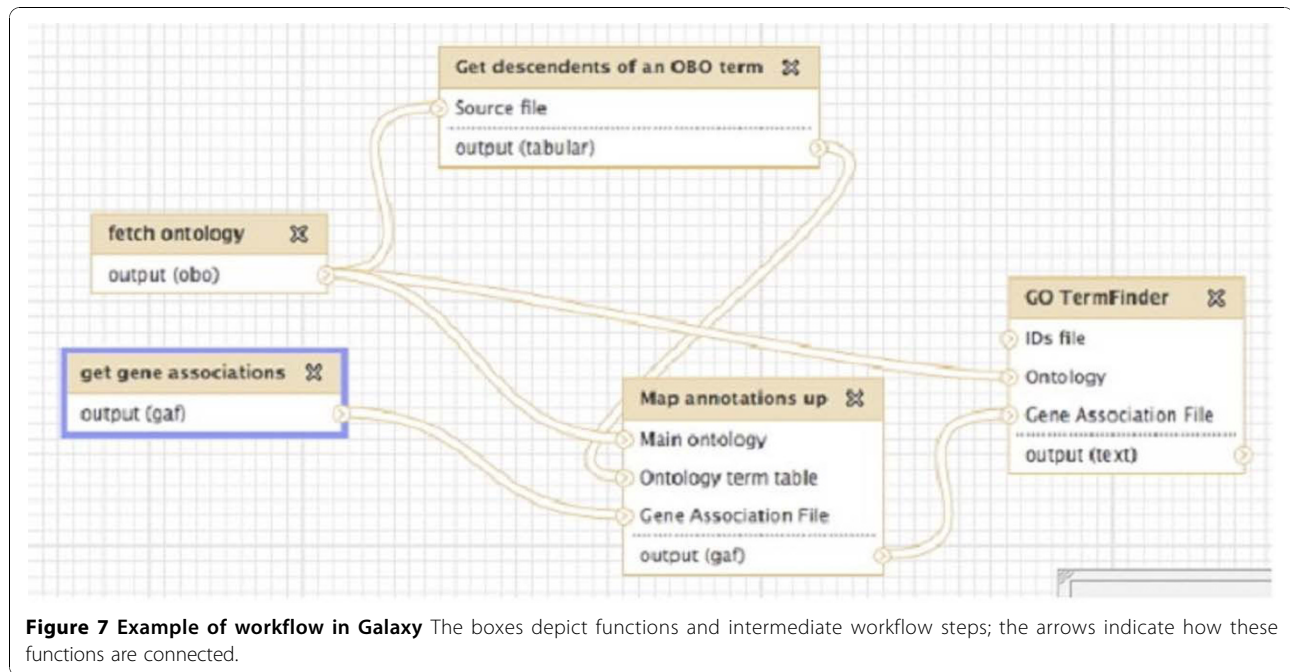 Get descendents of an OBO term
Source file
output (tabular)
fetch ontology
output (obo)
get gene associations
output (gaf)
Map annotations up
Main ontology
Ontology term table
Gene Association File
output (gaf)
GO TermFinder
IDs file
Ontology
Gene Association File
output (text)
Figure 7 Example of workflow in Galaxy The boxes depict functions and intermediate workflow steps; the arrows indicate how these
functions are connected.